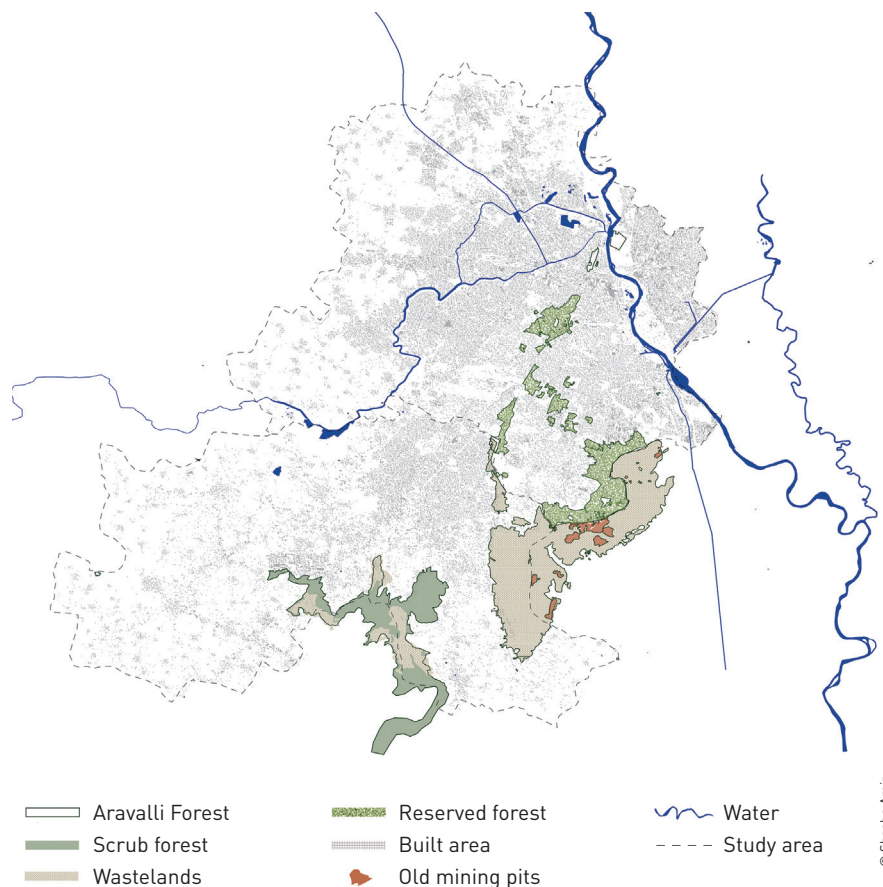 Aravalli Forest
Scrub forest
Wastelands
Reserved forest
Built area
Old mining pits
Water
Study area